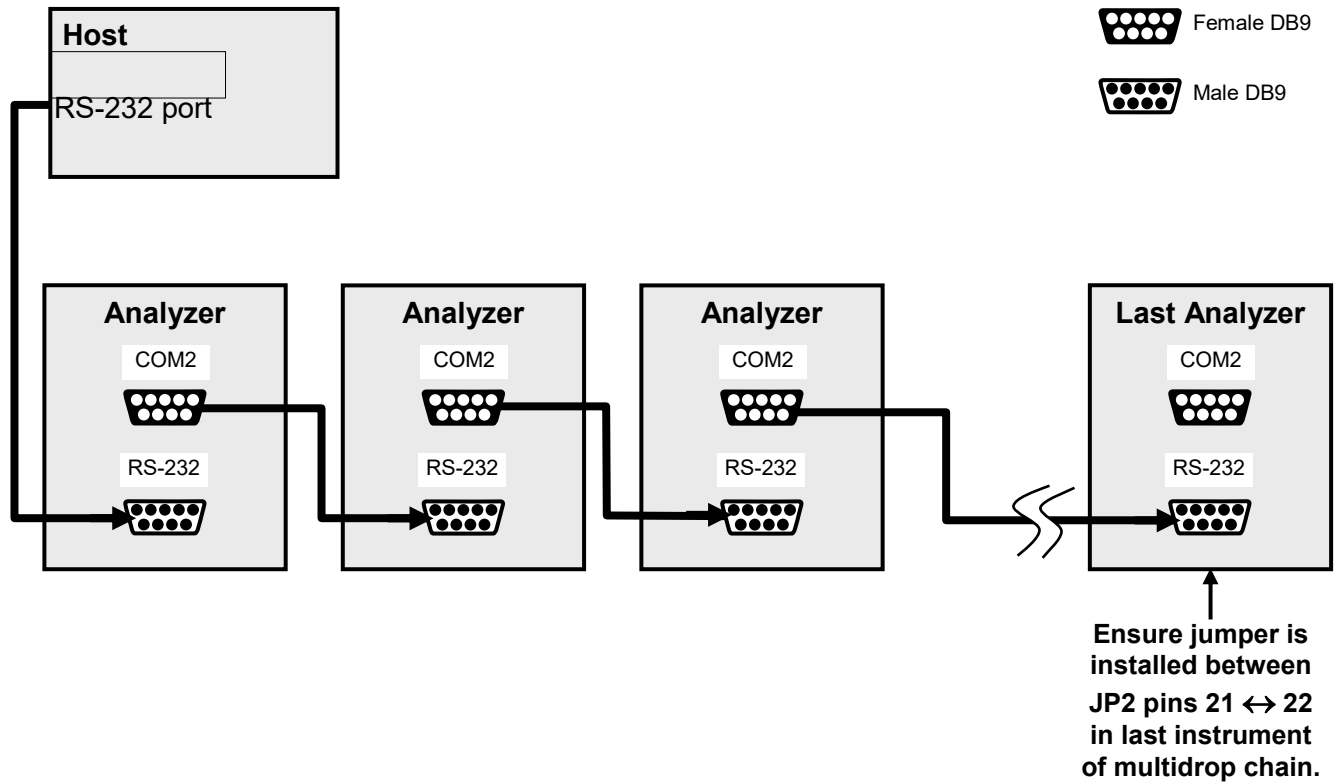 Host
RS-232 port
Female DB9
Male DB9
Analyzer
COM2
RS-232
Analyzer
COM2
RS-232
Analyzer
COM2
RS-232
Last Analyzer
COM2
RS-232
Ensure jumper is
installed between
JP2 pins 21 ↔ 22
in last instrument
of multidrop chain.